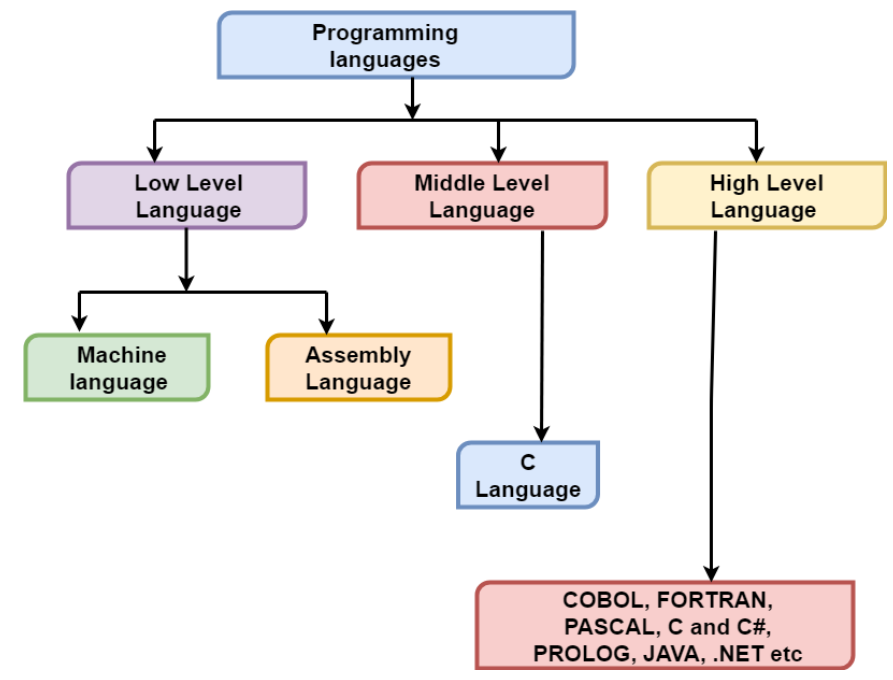 Programming
languages
Low Level
Language
Middle Level
Language
High Level
Language
Machine
language
Assembly
Language
C
Language
COBOL, FORTRAN,
PASCAL, C and C#,
PROLOG, JAVA, .NET etc